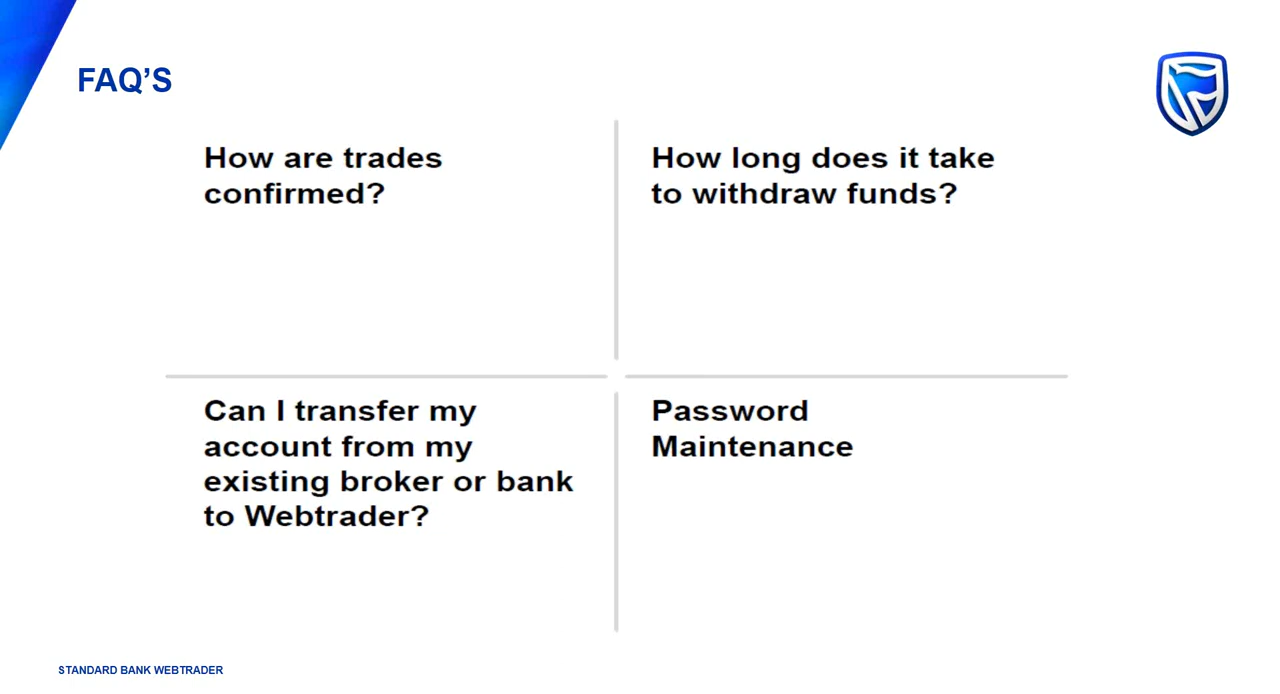 FAQ’S
How are trades
confirmed?
How long does it take
to withdraw funds?
Can I transfer my
account from my
existing broker or bank
to Webtrader?
Password
Maintenance
STANDARD BANK WEBTRADER